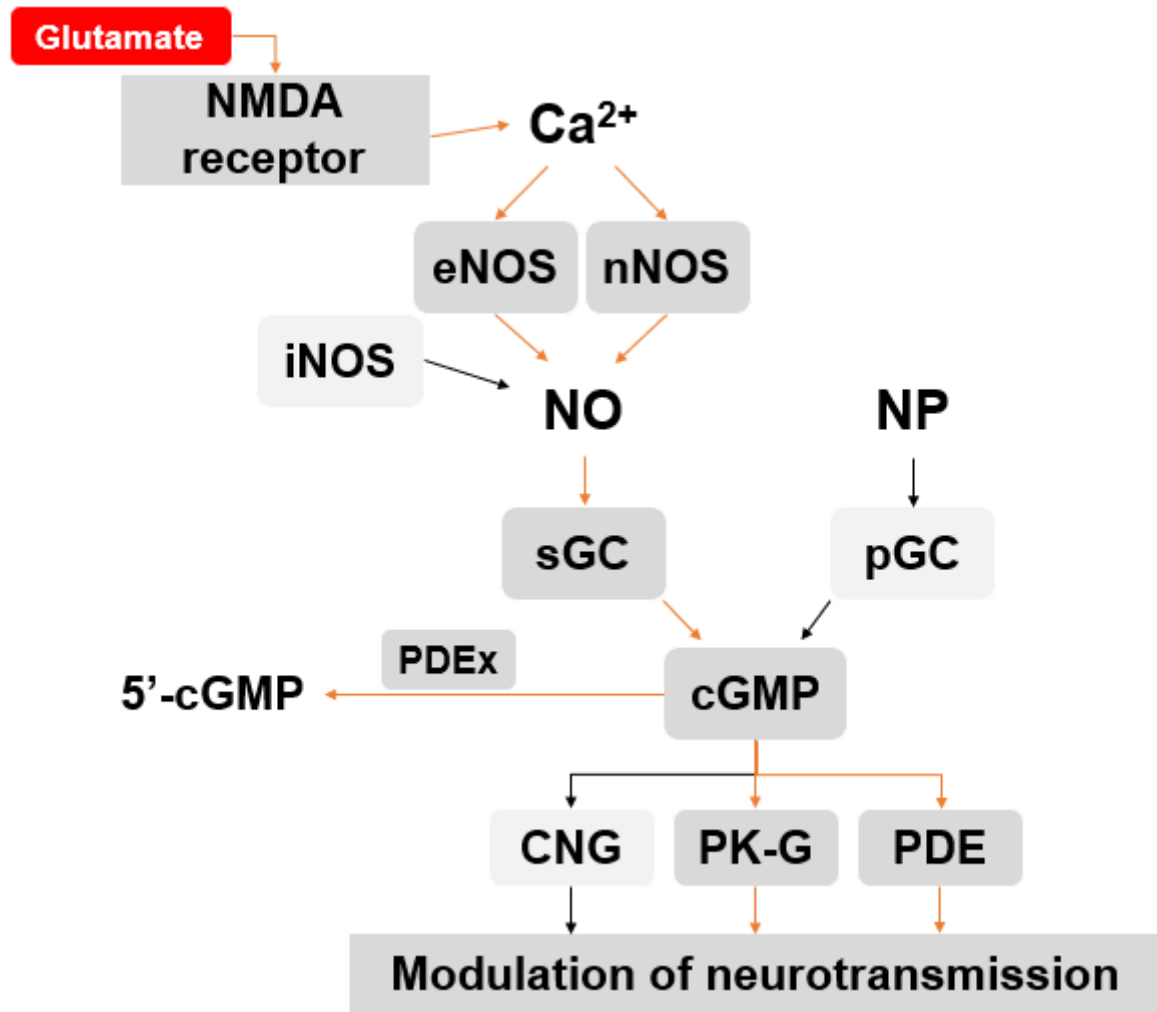 Glutamate
NMDA
receptor
Ca²⁺
eNOS
nNOS
iNOS
NO
NP
sGC
pGC
PDEx
5’-cGMP
cGMP
CNG
PK-G
PDE
Modulation of neurotransmission